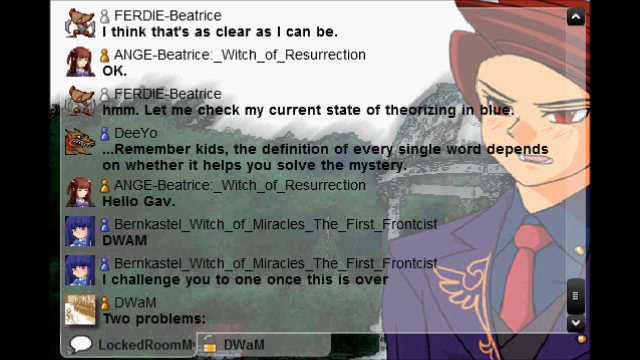 FERDIE-Beatrice
I think that's as clear as I can be.
ANGE-Beatrice:_Witch_of_Resurrection
OK.
FERDIE-Beatrice
hmm. Let me check my current state of theorizing in blue.
DeeYo
...Remember kids, the definition of every single word depends
on whether it helps you solve the mystery.
ANGE-Beatrice:_Witch_of_Resurrection
Hello Gav.
Bernkastel_Witch_of_Miracles_The_First_Frontcist
DWAM
Bernkastel_Witch_of_Miracles_The_First_Frontcist
I challenge you to one once this is over
DWaM
Two problems:
LockedRoomM DWaM